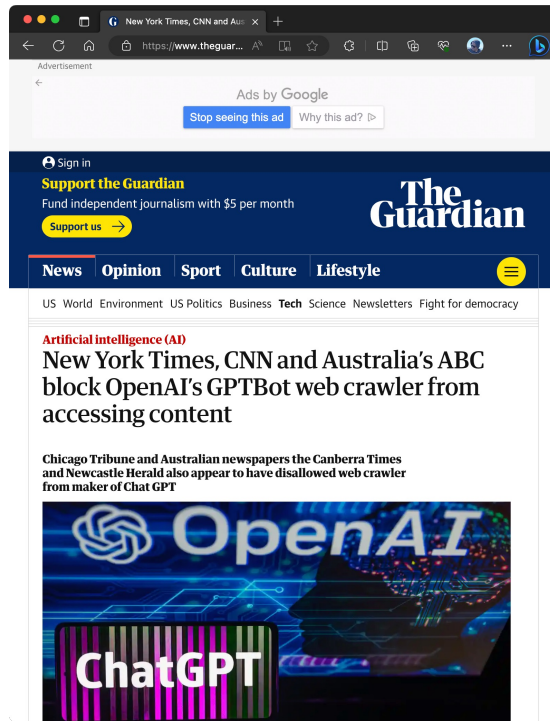 New York Times, CNN and Aus
https://www.theguar...
Advertisement
Ads by Google
Stop seeing this ad
Why this ad?
Sign in
Support the Guardian
Fund independent journalism with $5 per month
Support us
The
Guardian
News Opinion Sport Culture Lifestyle
US World Environment US Politics Business Tech Science Newsletters Fight for democracy
Artificial intelligence (AI)
New York Times, CNN and Australia's ABC
block OpenAI's GPTBot web crawler from
accessing content
Chicago Tribune and Australian newspapers the Canberra Times
and Newcastle Herald also appear to have disallowed web crawler
from maker of Chat GPT
OpenAI
ChatGPT